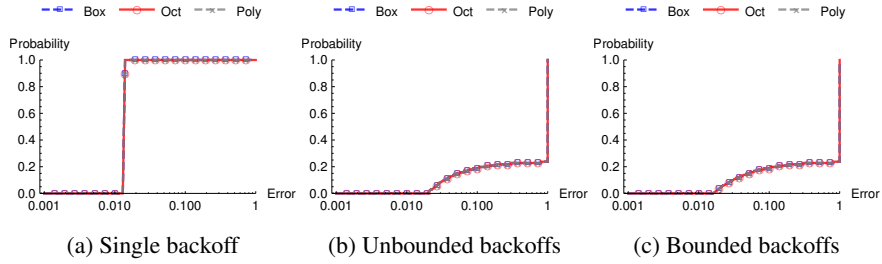 Box Oct Poly Box Oct Poly Box Oct Poly
Probability Probability Probability
1.0 1.0 1.0
0.8 0.8 0.8
0.6 0.6 0.6
0.4 0.4 0.4
0.2 0.2 0.2
0.0 Error 0.0 Error 0.0 Error
0.001 0.010 0.100 1 0.001 0.010 0.100 1 0.001 0.010 0.100 1
(a) Single backoff (b) Unbounded backoffs (c) Bounded backoffs